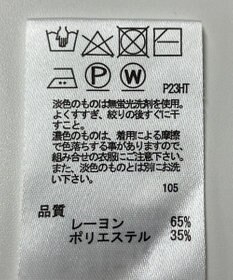 P W
P23HT
淡色のものは無蛍光洗剤を使用。
よくすすぎ、絞りの後すぐに干
すこと。
濃色のものは、着用による摩擦
で色落ちする事がありますので、
組み合せの衣服にご注意下さい。
また、淡色のものとは別にお洗
い下さい。
105
品質
レーヨン 65%
ポリエステル 35%